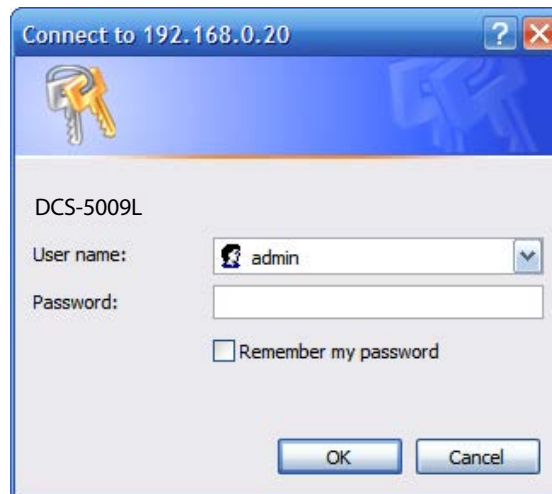 Connect to 192.168.0.20
DCS-5009L
User name:
admin
Password:
Remember my password
OK
Cancel